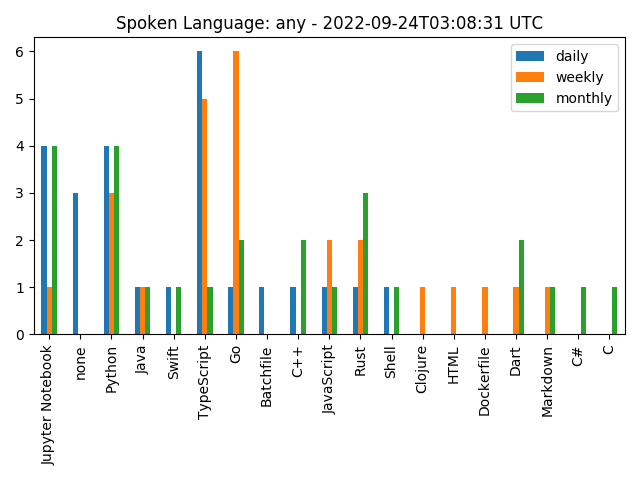 Spoken Language: any - 2022-09-24T03:08:31 UTC
daily
weekly
monthly
6
5
4
3
2
1
0
Jupyter Notebook
none
Python
Java
Swift
TypeScript
Go
Batchfile
C++
JavaScript
Rust
Shell
Clojure
HTML
Dockerfile
Dart
Markdown
C#
C